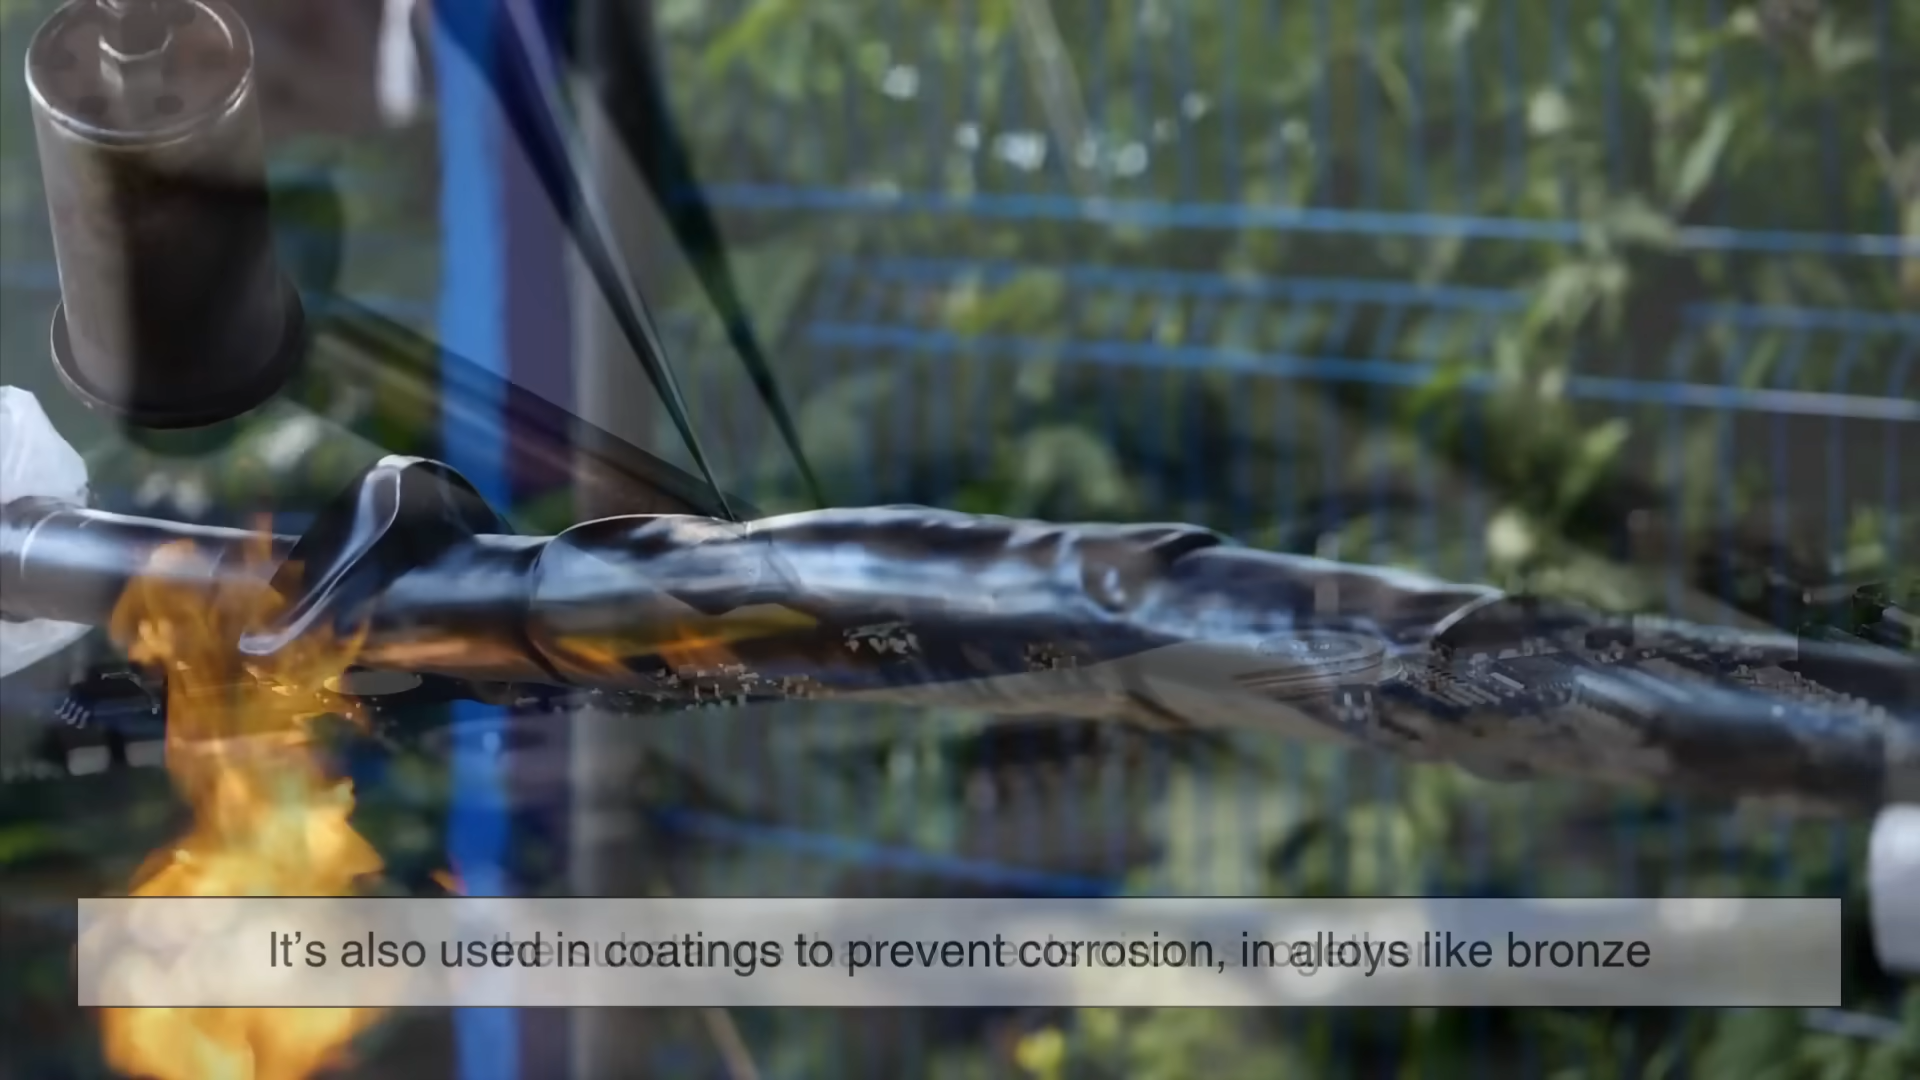 It’s also used in coatings to prevent corrosion, in alloys like bronze